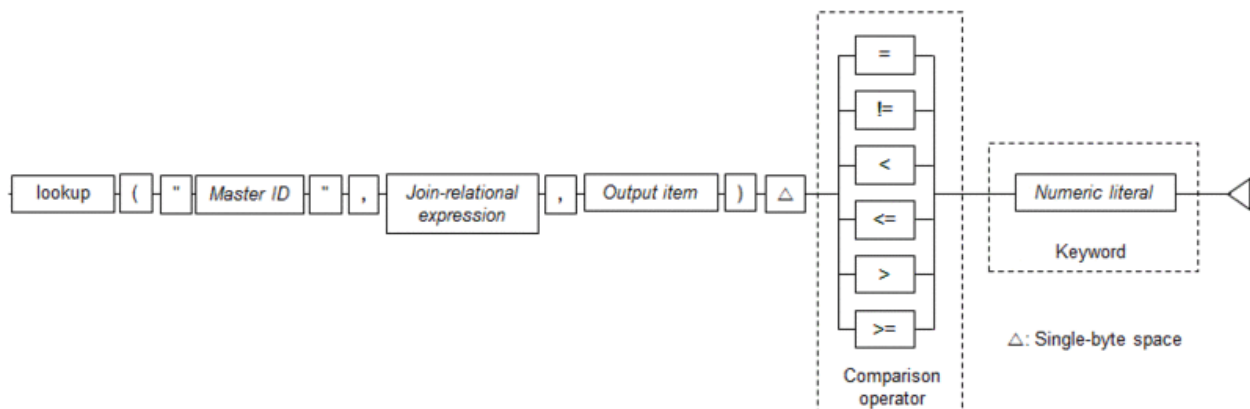 lookup ( " Master ID " , Join-relational expression , Output item ) △
=
!=
<
<=
>
>=
Comparison
operator
Numeric literal
Keyword
△: Single-byte space